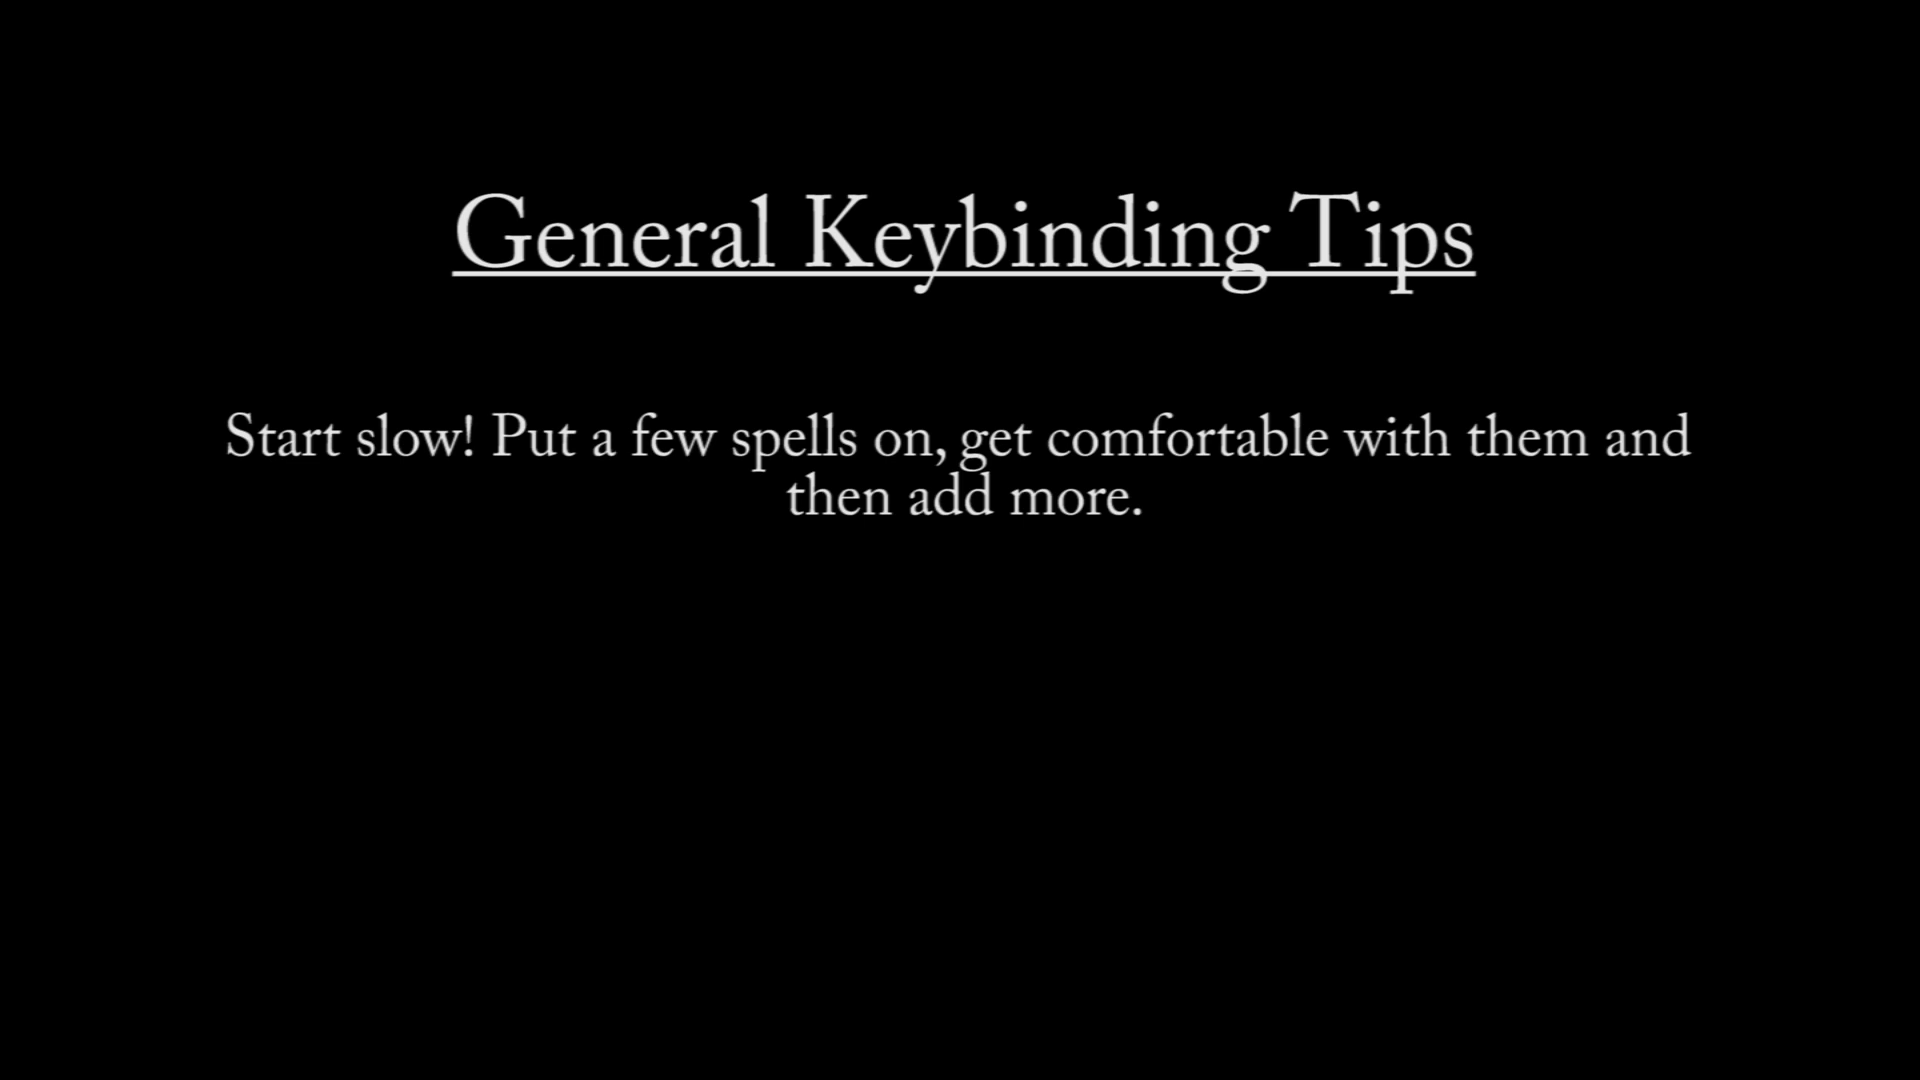 General Keybinding Tips
Start slow! Put a few spells on, get comfortable with them and
then add more.